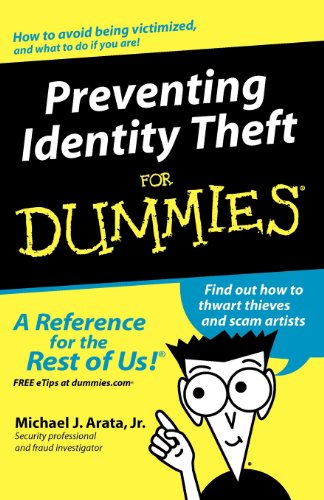 How to avoid being victimized,
and what to do if you are!
Preventing
Identity Theft
FOR
DUMMIES®
Find out how to
thwart thieves
and scam artists
A Reference
for the
Rest of Us!®
FREE eTips at dummies.com®
Michael J. Arata, Jr.
Security professional
and fraud investigator